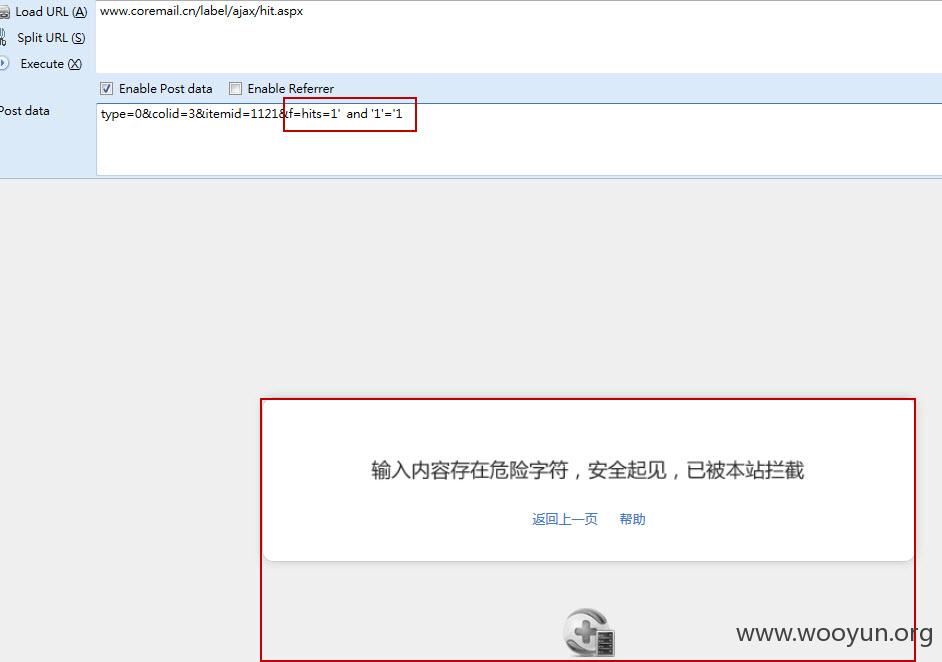 Load URL (A)
www.coremail.cn/label/ajax/hit.aspx
Split URL (S)
Execute (X)
Enable Post data
Enable Referrer
Post data
type=0&colid=3&itemid=1121&f=hits=1' and '1'='1
输入内容存在危险字符，安全起见，已被本站拦截
返回上一页 帮助
www.wooyun.org